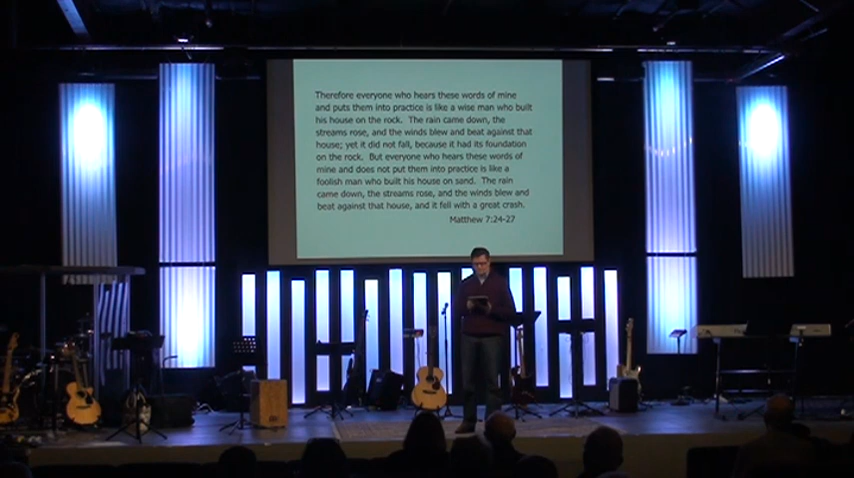 Therefore everyone who hears these words of mine
and puts them into practice is like a wise man who built
his house on the rock. The rain came down, the
streams rose, and the winds blew and beat against that
house; yet it did not fall, because it had its foundation
on the rock. But everyone who hears these words of
mine and does not put them into practice is like a
foolish man who built his house on sand. The rain
came down, the streams rose, and the winds blew and
beat against that house, and it fell with a great crash.
Matthew 7:24-27